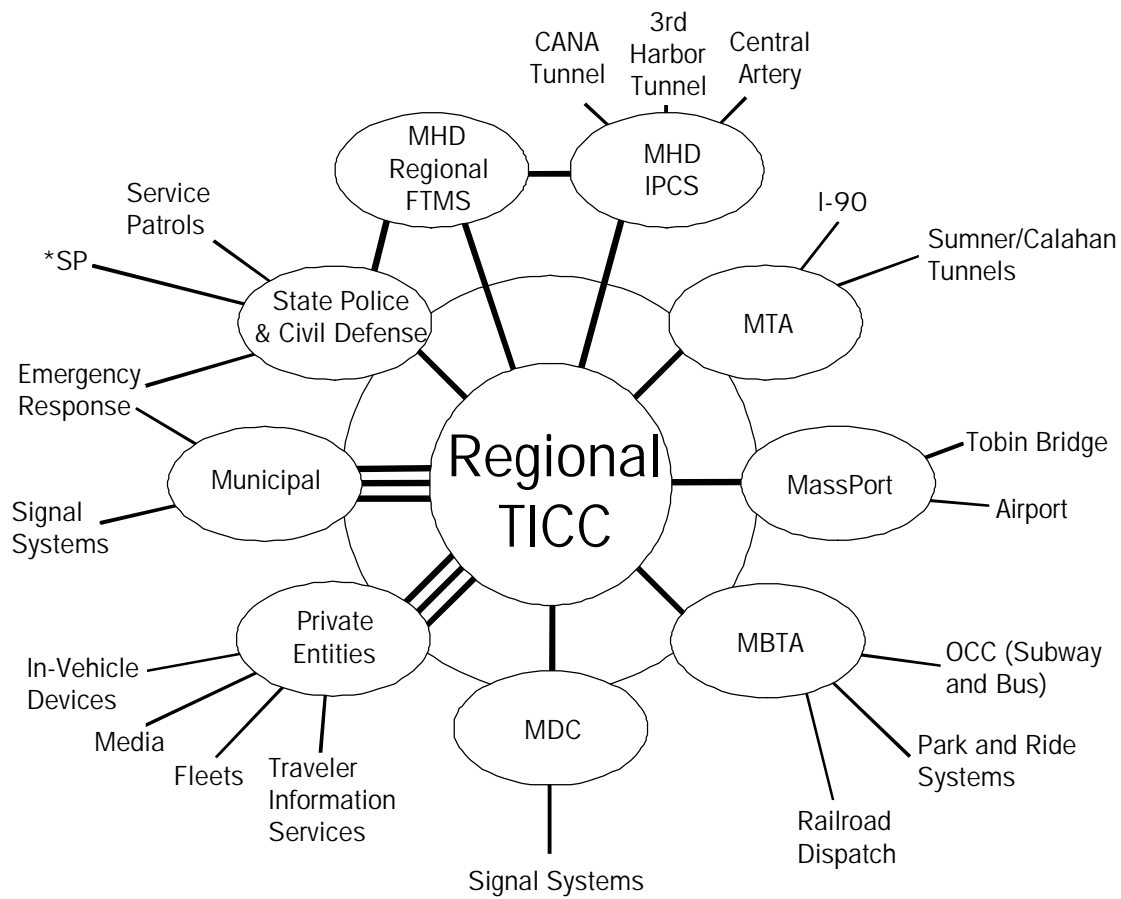 CANA
Tunnel
3rd
Harbor
Tunnel
Central
Artery
MHD
Regional
FTMS
MHD
IPCS
Service
Patrols
*SP
I-90
Sumner/Calahan
Tunnels
State Police
& Civil Defense
MTA
Emergency
Response
Regional
TICC
Municipal
MassPort
Tobin Bridge
Airport
Signal
Systems
Private
Entities
MBTA
OCC (Subway
and Bus)
In-Vehicle
Devices
Media
Fleets
Traveler
Information
Services
MDC
Park and Ride
Systems
Railroad
Dispatch
Signal Systems